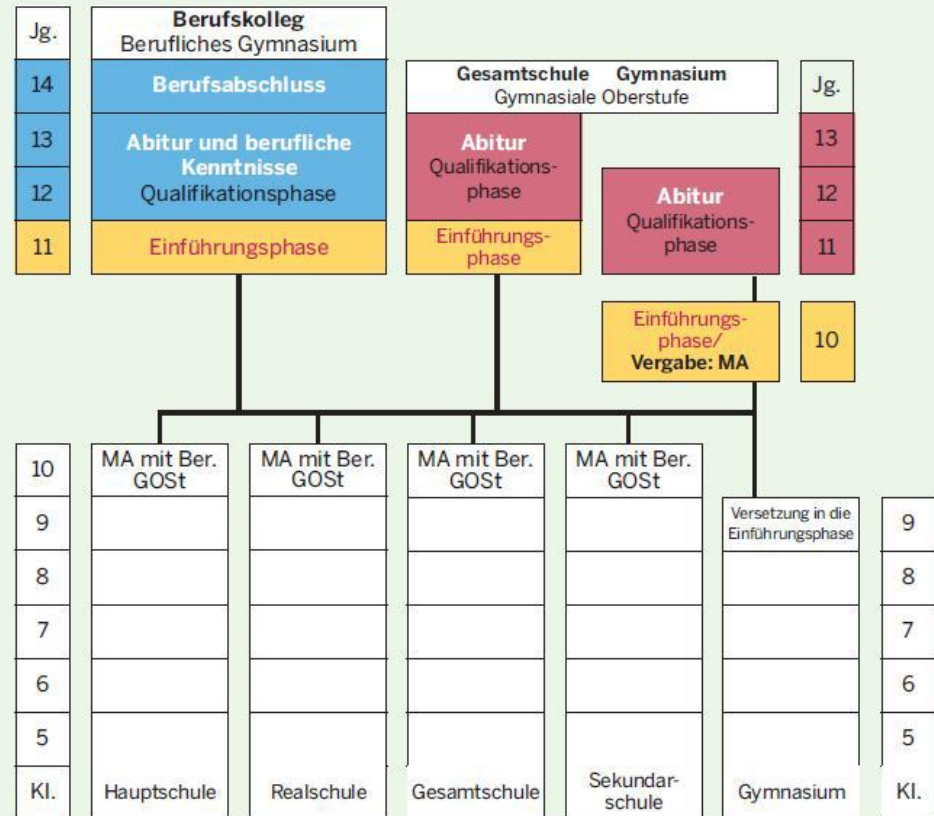 Jg.
Berufskolleg
Berufliches Gymnasium
14
Berufsabschluss
Gesamtschule Gymnasium
Gymnasiale Oberstufe
Jg.
13
12
Abitur und berufliche
Kenntnisse
Qualifikationsphase
Abitur
Qualifikations-
phase
Abitur
Qualifikations-
phase
13
12
11
11
Einführungsphase
Einführungs-
phase
Einführungs-
phase/
Vergabe: MA
10
10
MA mit Ber.
GOSt
MA mit Ber.
GOSt
MA mit Ber.
GOSt
MA mit Ber.
GOSt
9
Versetzung in die
Einführungsphase
9
8
8
7
7
6
6
5
5
Kl.
Hauptschule
Realschule
Gesamtschule
Sekundar-
schule
Gymnasium
Kl.